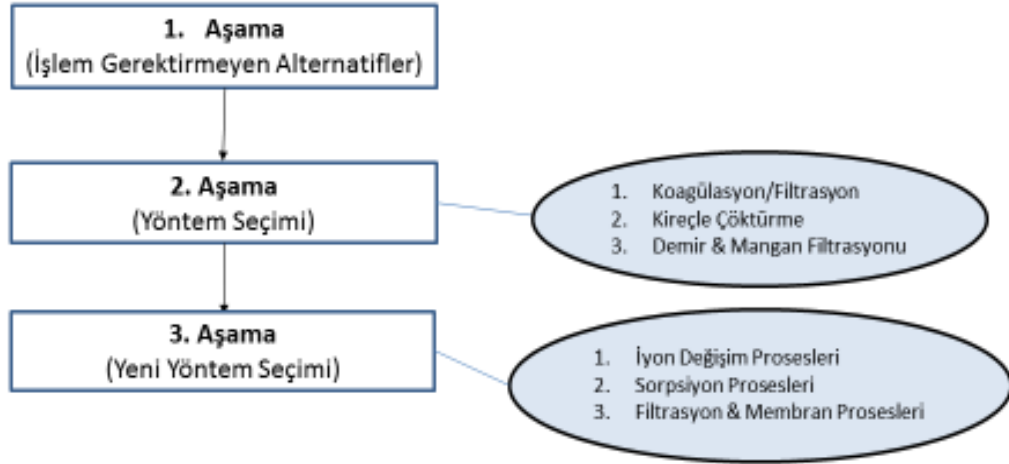 1. Aşama
(İşlem Gerektirmeyen Alternatifler)
2. Aşama
(Yöntem Seçimi)
1. Koagülasyon/Filtrasyon
2. Kireçle Çöktürme
3. Demir & Mangan Filtrasyonu
3. Aşama
(Yeni Yöntem Seçimi)
1. İyon Değişim Prosesleri
2. Sorpsiyon Prosesleri
3. Filtrasyon & Membran Prosesleri